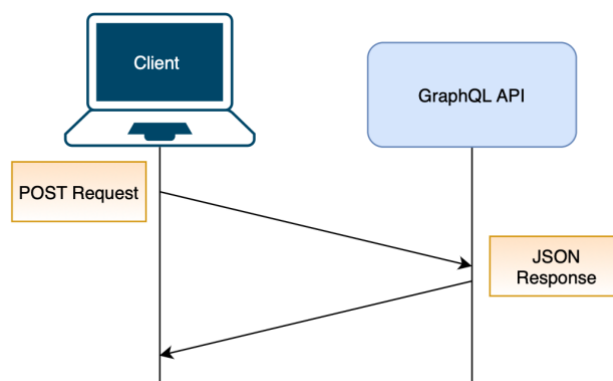 Client
GraphQL API
POST Request
JSON
Response